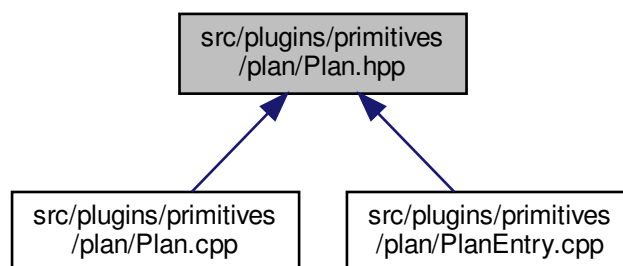 src/plugins/primitives
/plan/Plan.hpp
src/plugins/primitives
/plan/Plan.cpp
src/plugins/primitives
/plan/PlanEntry.cpp